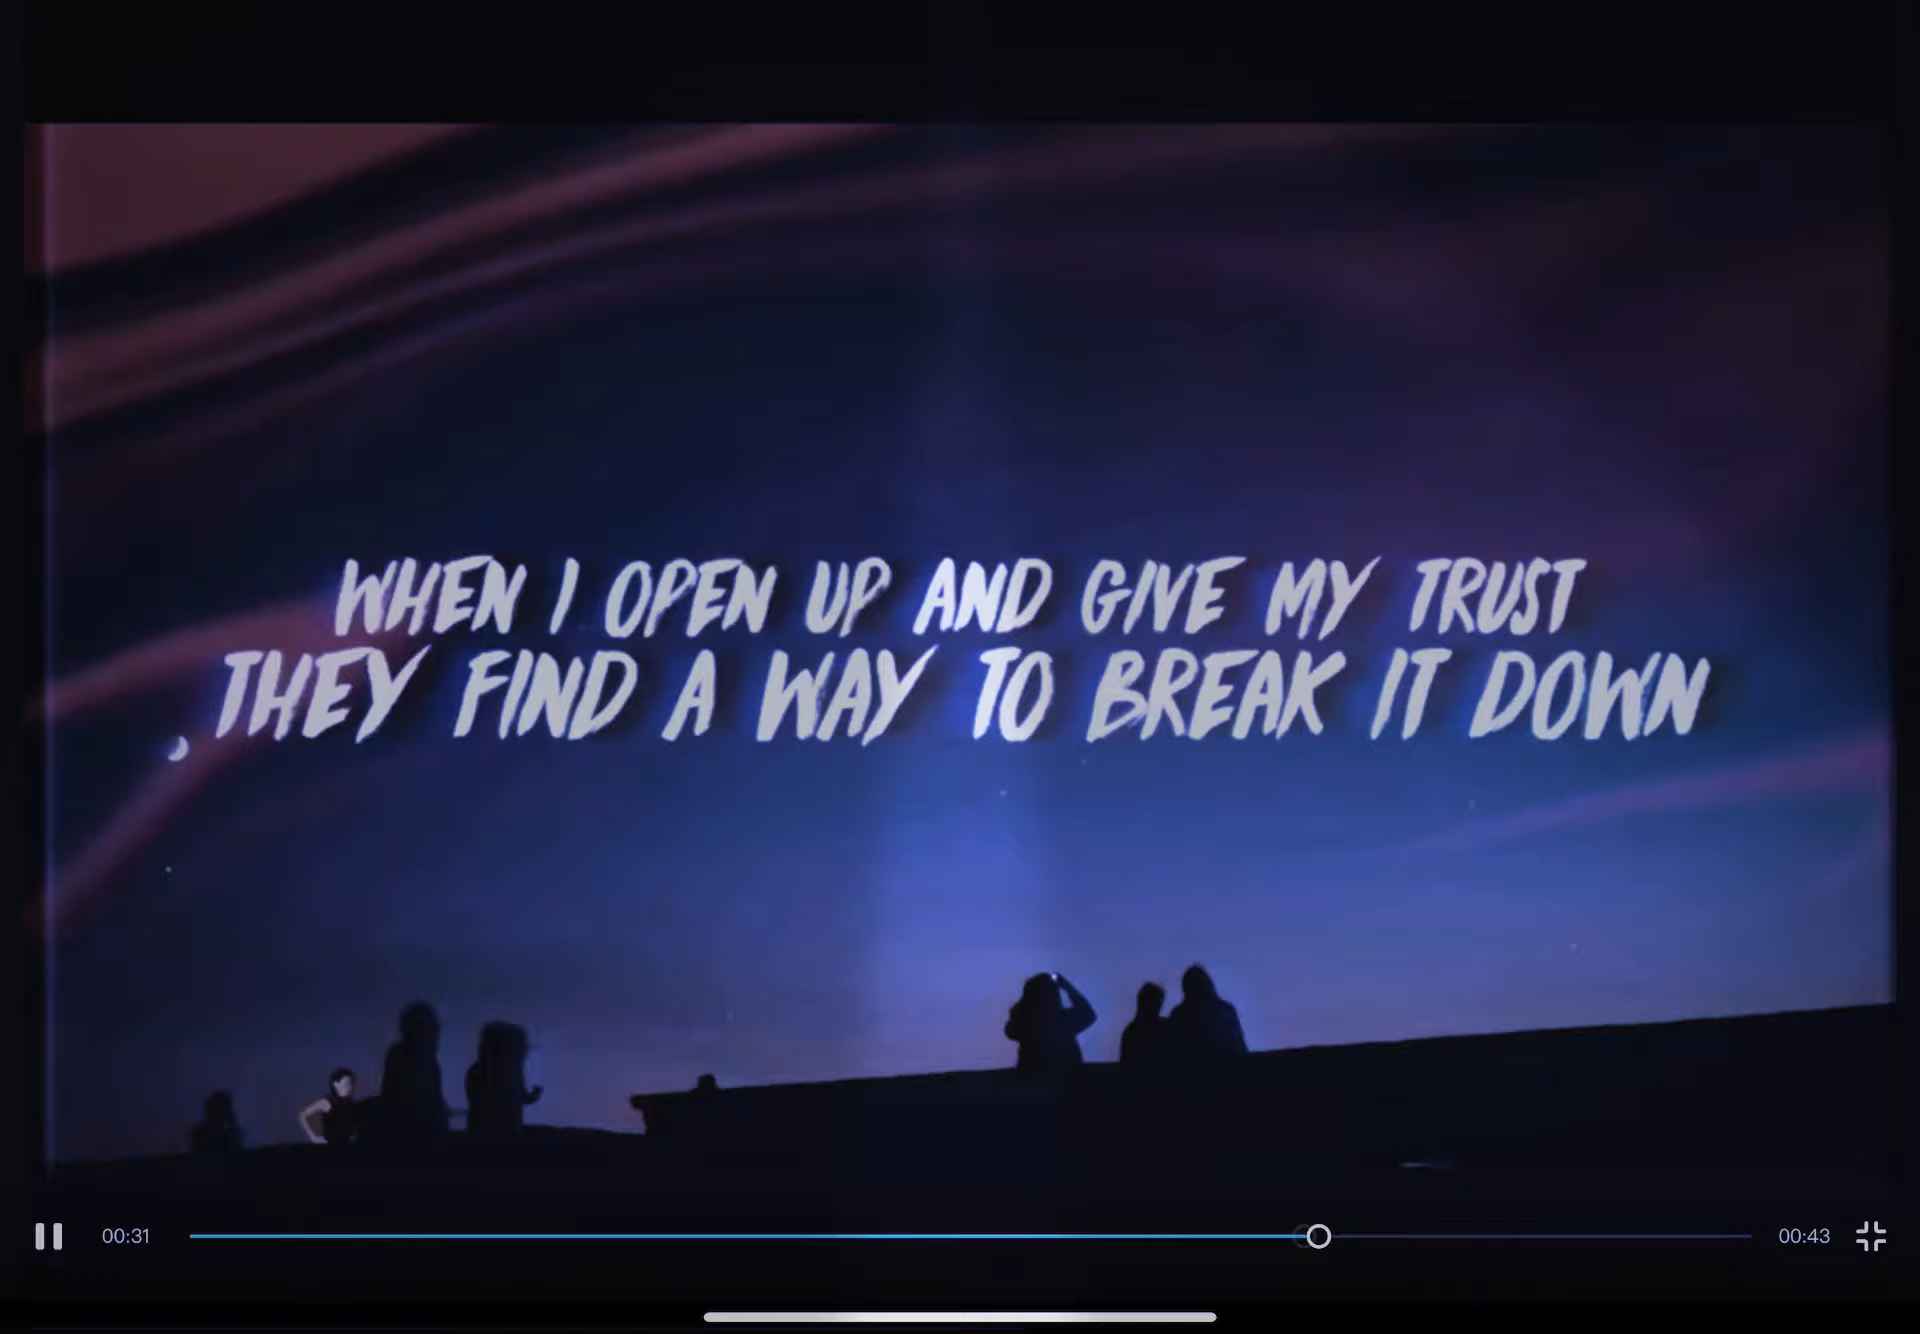 WHEN I OPEN UP AND GIVE MY TRUST
THEY FIND A WAY TO BREAK IT DOWN
00:31
00:43